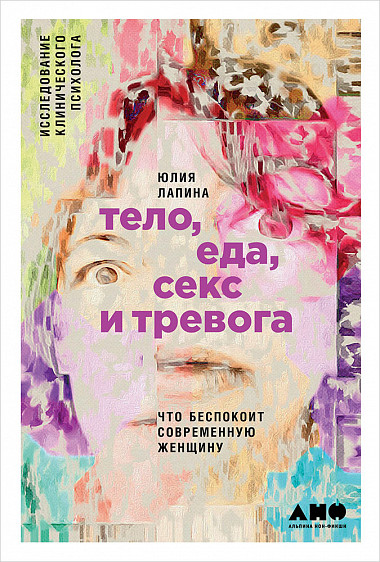 ИССЛЕДОВАНИЕ
КЛИНИЧЕСКОГО
ПСИХОЛОГА
ЮЛИЯ
ЛАПИНА
тело,
еда,
секс
и тревога
ЧТО БЕСПОКОИТ
СОВРЕМЕННУЮ
ЖЕНЩИНУ
АНФ
АЛЬПИНА НОН-ФИКШН